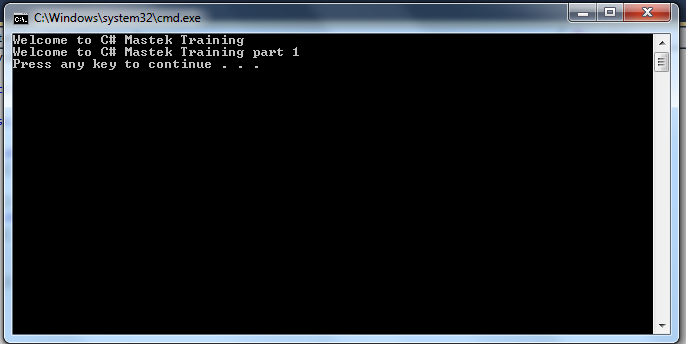 C:\Windows\system32\cmd.exe
Welcome to C# Mastek Training
Welcome to C# Mastek Training part 1
Press any key to continue . . .